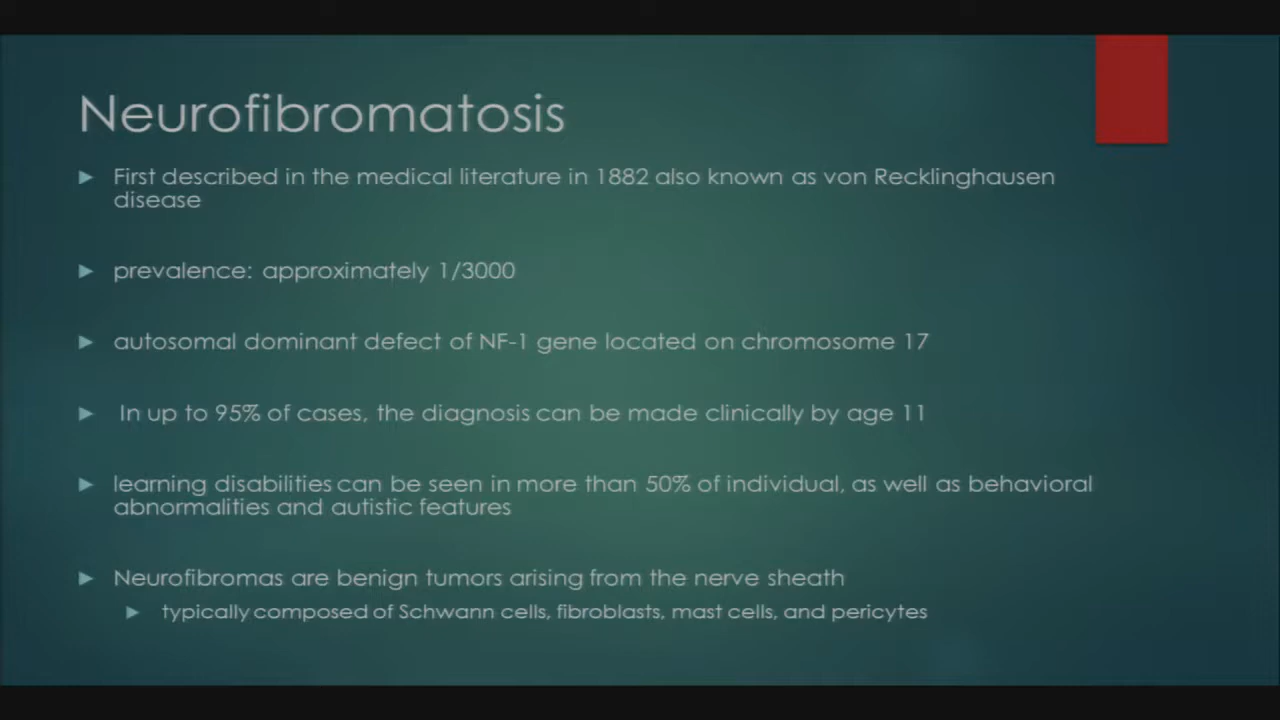 Neurofibromatosis
First described in the medical literature in 1882 also known as von Recklinghausen
disease
prevalence: approximately 1/3000
autosomal dominant defect of NF-1 gene located on chromosome 17
In up to 95% of cases, the diagnosis can be made clinically by age 11
learning disabilities can be seen in more than 50% of individual, as well as behavioral
abnormalities and autistic features
Neurofibromas are benign tumors arising from the nerve sheath
typically composed of Schwann cells, fibroblasts, mast cells, and pericytes